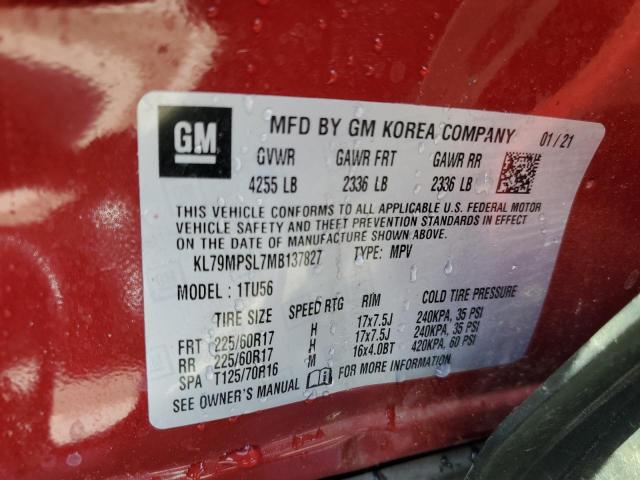 GM MFD BY GM KOREA COMPANY 01/21
GVWR GAWR FRT GAWR RR
4255 LB 2336 LB 2336 LB
THIS VEHICLE CONFORMS TO ALL APPLICABLE U.S. FEDERAL MOTOR
VEHICLE SAFETY AND THEFT PREVENTION STANDARDS IN EFFECT
ON THE DATE OF MANUFACTURE SHOWN ABOVE.
KL79MPSL7MB137827 TYPE: MPV
MODEL : 1TU56
TIRE SIZE SPEED RTG RIM COLD TIRE PRESSURE
FRT 225/60R17 H 17x7.5J 240KPA, 35 PSI
RR 225/60R17 H 17x7.5J 240KPA, 35 PSI
SPA T125/70R16 M 16x4.0BT 420KPA, 60 PSI
SEE OWNER'S MANUAL FOR MORE INFORMATION